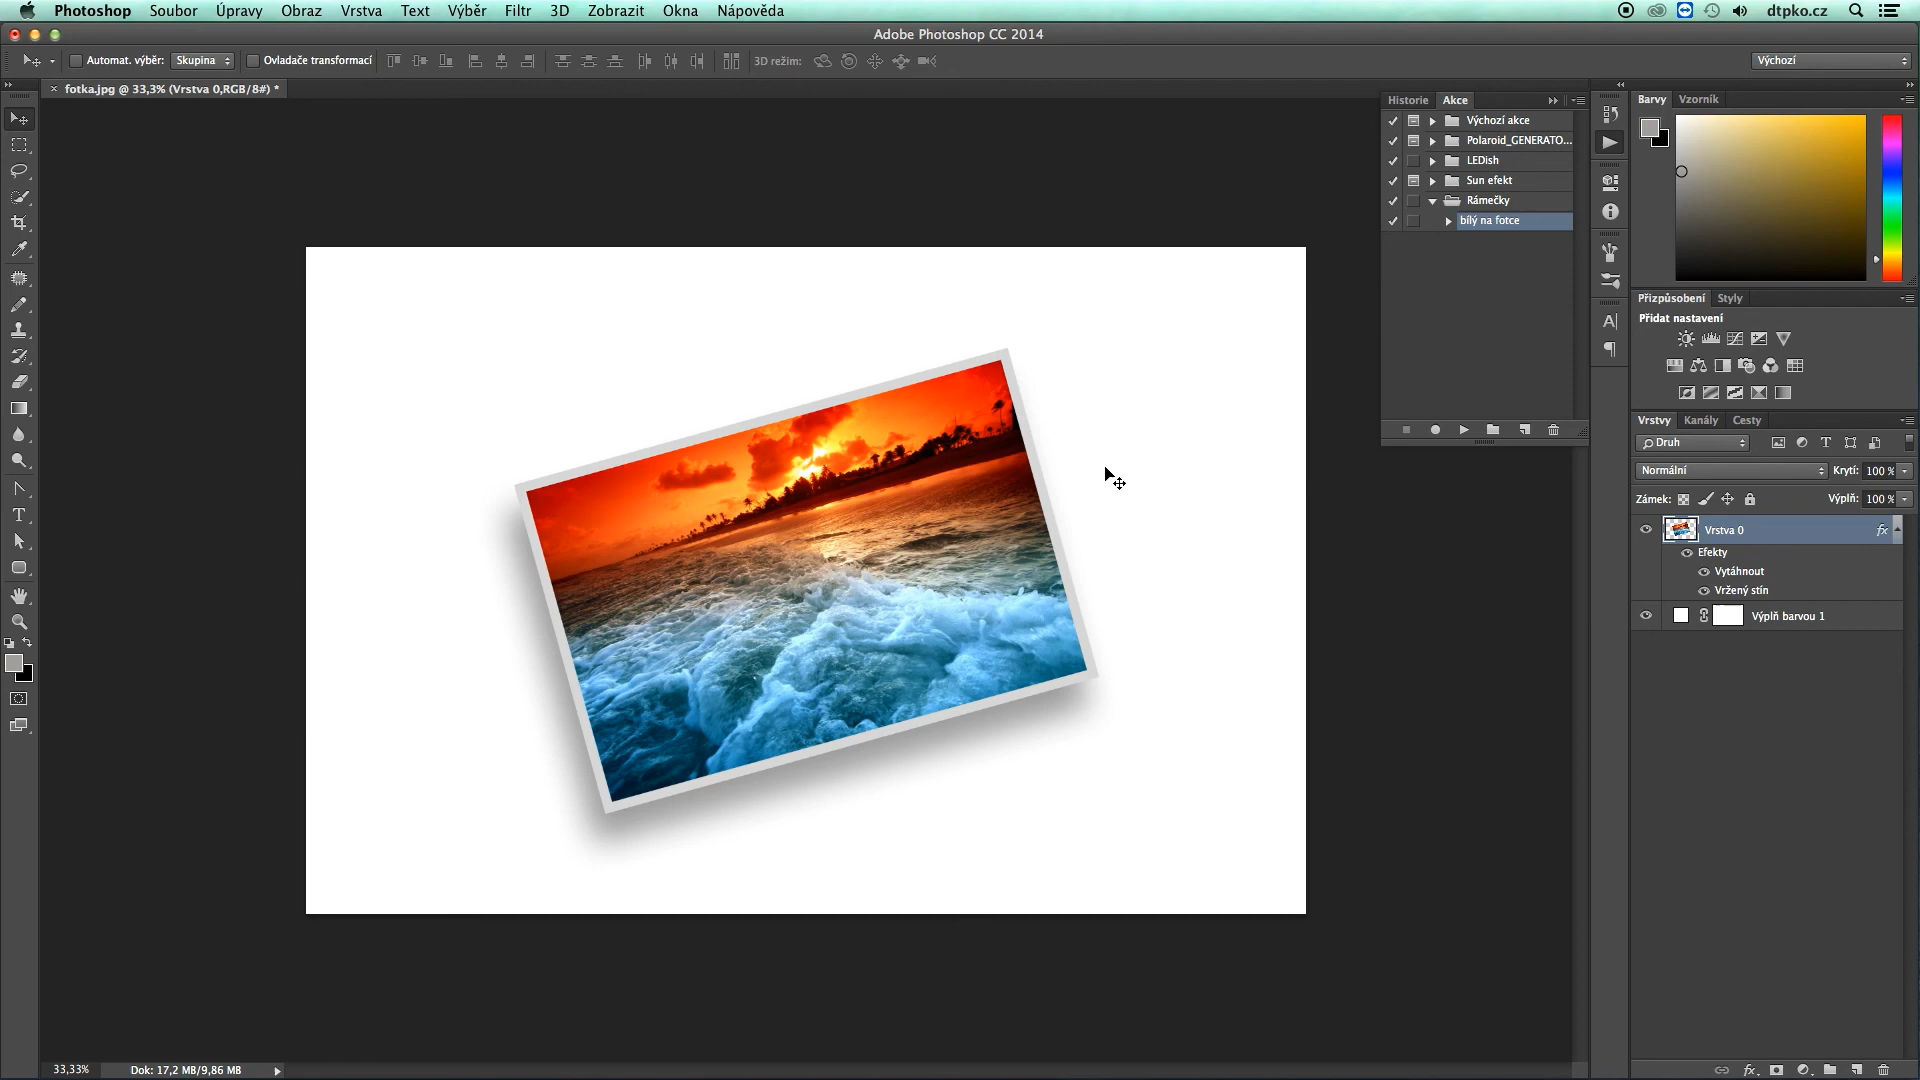 Photoshop Soubor Úpravy Obraz Vrstva Text Výběr Filtr 3D Zobrazit Okna Nápověda dtpko.cz
Adobe Photoshop CC 2014
Automat. výběr: Skupina Ovladače transformací 3D režim: Výchozí
× fotka.jpg @ 33,3% (Vrstva 0,RGB/8#) *
Historie Akce
Výchozí akce
Polaroid_GENERATO...
LEDish
Sun efekt
Rámečky
bílý na fotce
Barvy Vzorník
Přizpůsobení Styly
Přidat nastavení
Vrstvy Kanály Cesty
Druh
Normální Krytí: 100 %
Zámek: Výplň: 100 %
Vrstva 0 fx
Efekty
Vytáhnout
Vržený stín
Výplň barvou 1
33,33% Dok: 17,2 MB/9,86 MB
fx